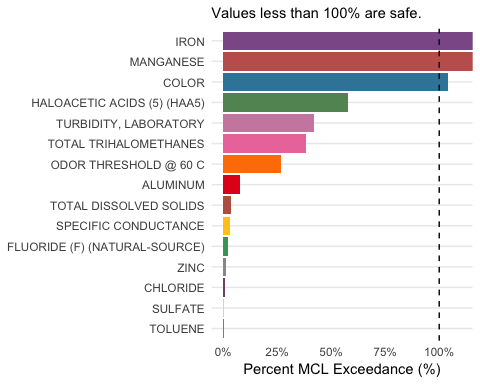 Values less than 100% are safe.
IRON
MANGANESE
COLOR
HALOACETIC ACIDS (5) (HAA5)
TURBIDITY, LABORATORY
TOTAL TRIHALOMETHANES
ODOR THRESHOLD @ 60 C
ALUMINUM
TOTAL DISSOLVED SOLIDS
SPECIFIC CONDUCTANCE
FLUORIDE (F) (NATURAL-SOURCE)
ZINC
CHLORIDE
SULFATE
TOLUENE
0% 25% 50% 75% 100%
Percent MCL Exceedance (%)